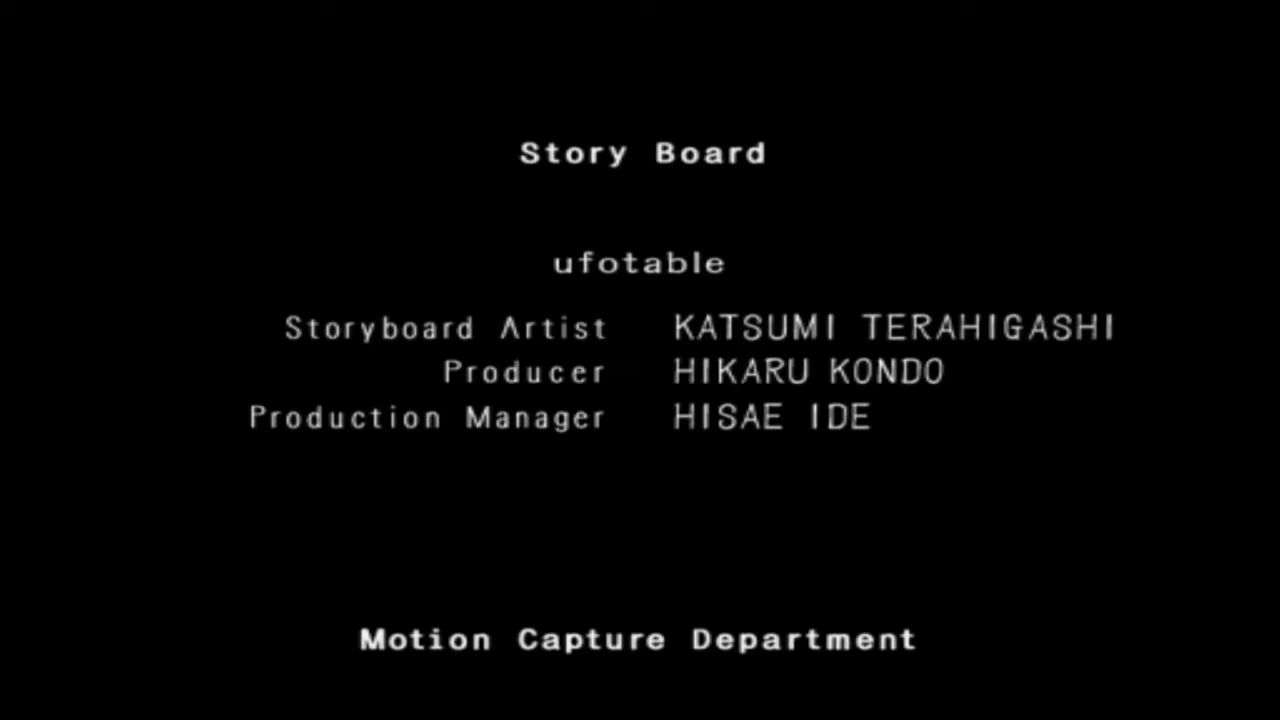 Story Board
ufotable
Storyboard Artist KATSUMI TERAHIGASHI
Producer HIKARU KONDO
Production Manager HISAE IDE
Motion Capture Department